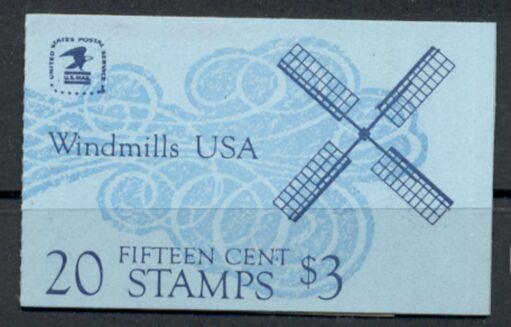 UNITED STATES POSTAL SERVICE
U.S. MAIL
Windmills USA
20 FIFTEEN CENT STAMPS $3